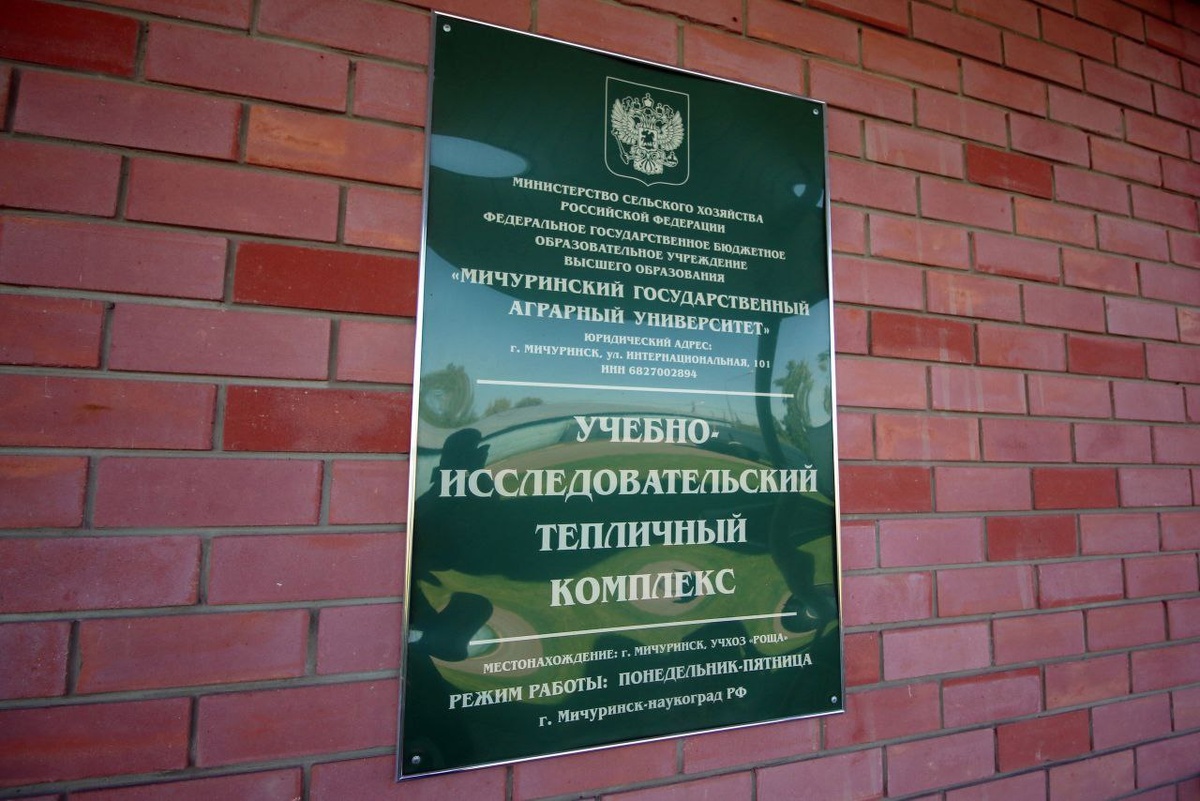 МИНИСТЕРСТВО СЕЛЬСКОГО ХОЗЯЙСТВА
РОССИЙСКОЙ ФЕДЕРАЦИИ
ФЕДЕРАЛЬНОЕ ГОСУДАРСТВЕННОЕ БЮДЖЕТНОЕ
ОБРАЗОВАТЕЛЬНОЕ УЧРЕЖДЕНИЕ
ВЫСШЕГО ОБРАЗОВАНИЯ
«МИЧУРИНСКИЙ ГОСУДАРСТВЕННЫЙ
АГРАРНЫЙ УНИВЕРСИТЕТ»
ЮРИДИЧЕСКИЙ АДРЕС:
г. МИЧУРИНСК, ул. ИНТЕРНАЦИОНАЛЬНАЯ, 101
ИНН 6827002894
УЧЕБНО-
ИССЛЕДОВАТЕЛЬСКИЙ
ТЕПЛИЧНЫЙ
КОМПЛЕКС
МЕСТОНАХОЖДЕНИЕ: г. МИЧУРИНСК, УЧХОЗ «РОЩА»
РЕЖИМ РАБОТЫ: ПОНЕДЕЛЬНИК-ПЯТНИЦА
г. Мичуринск-наукоград РФ